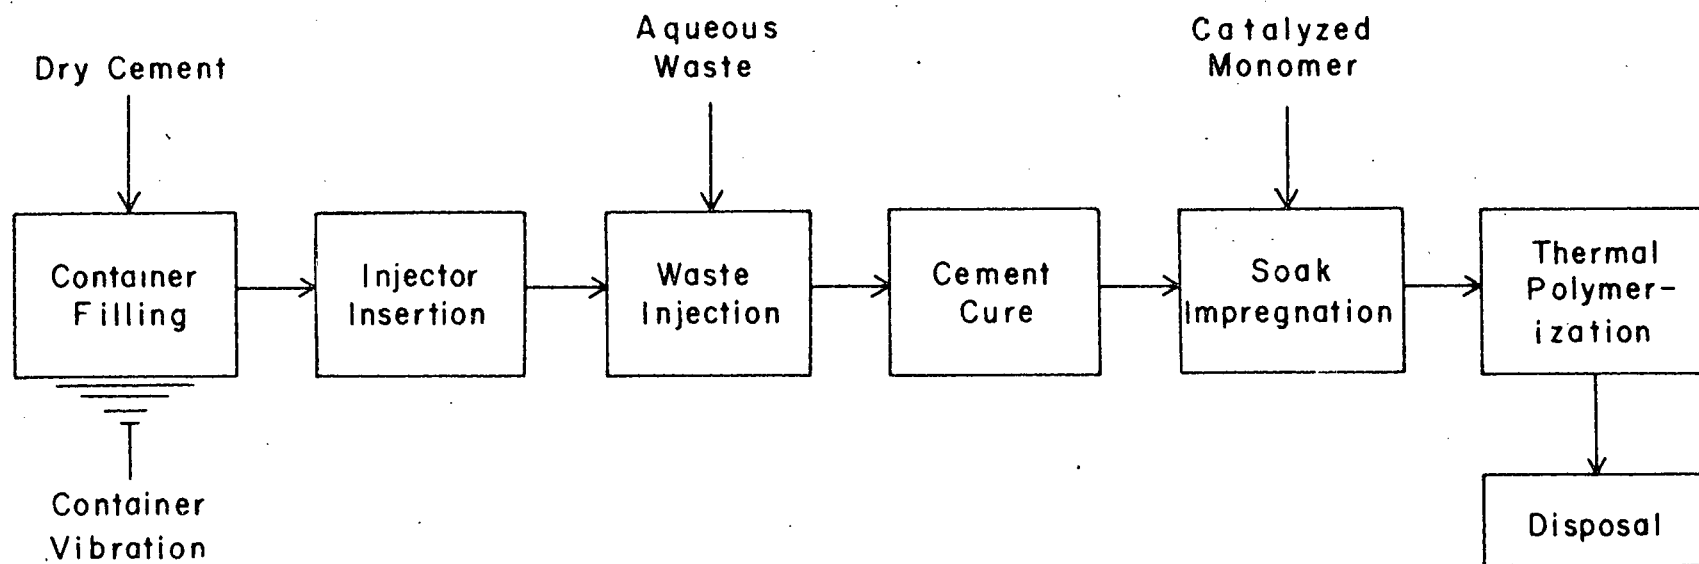 Dry Cement
Aqueous
Waste
Catalyzed
Monomer
Container
Filling
Injector
Insertion
Waste
Injection
Cement
Cure
Soak
Impregnation
Thermal
Polymer-
ization
Container
Vibration
Disposal